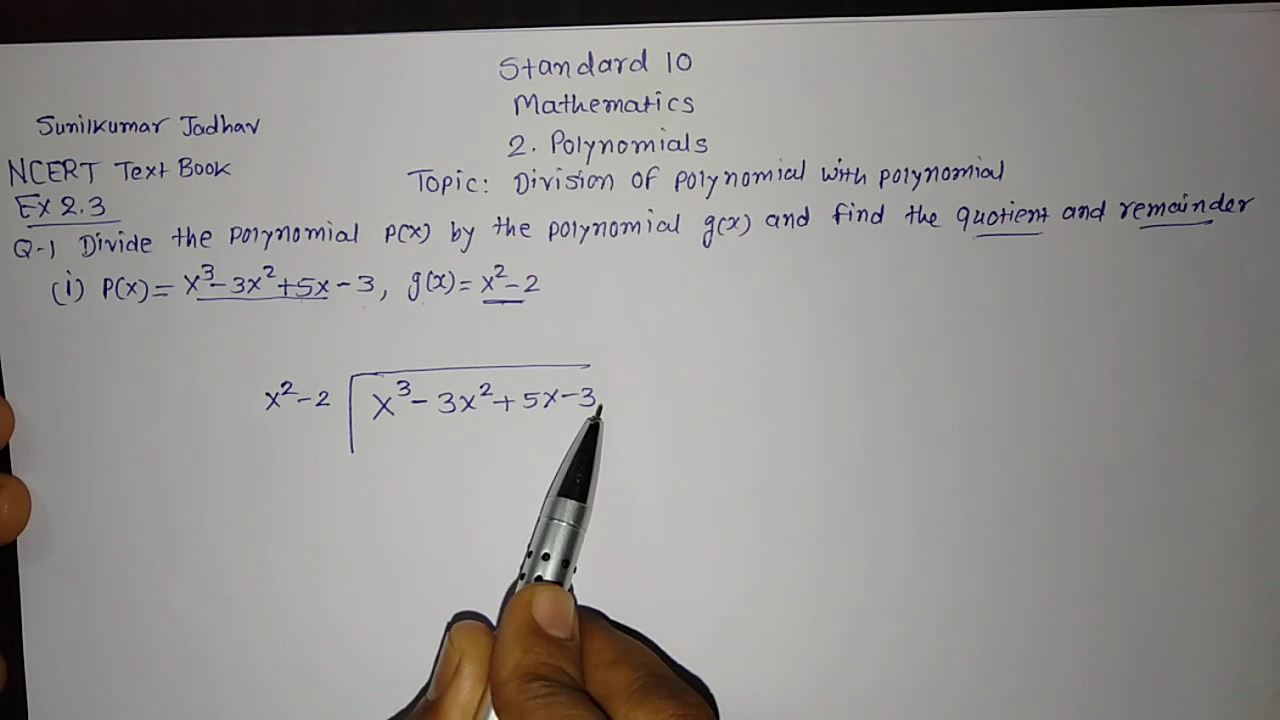 Standard 10
Mathematics
Sunilkumar Jadhav
2. Polynomials
NCERT Text Book
Topic: Division of polynomial with polynomial
Ex 2.3
Q-1 Divide the polynomial p(x) by the polynomial g(x) and find the quotient and remainder
(i) P(x) = x³ - 3x² + 5x - 3, g(x) = x² - 2
x² - 2 | x³ - 3x² + 5x - 3